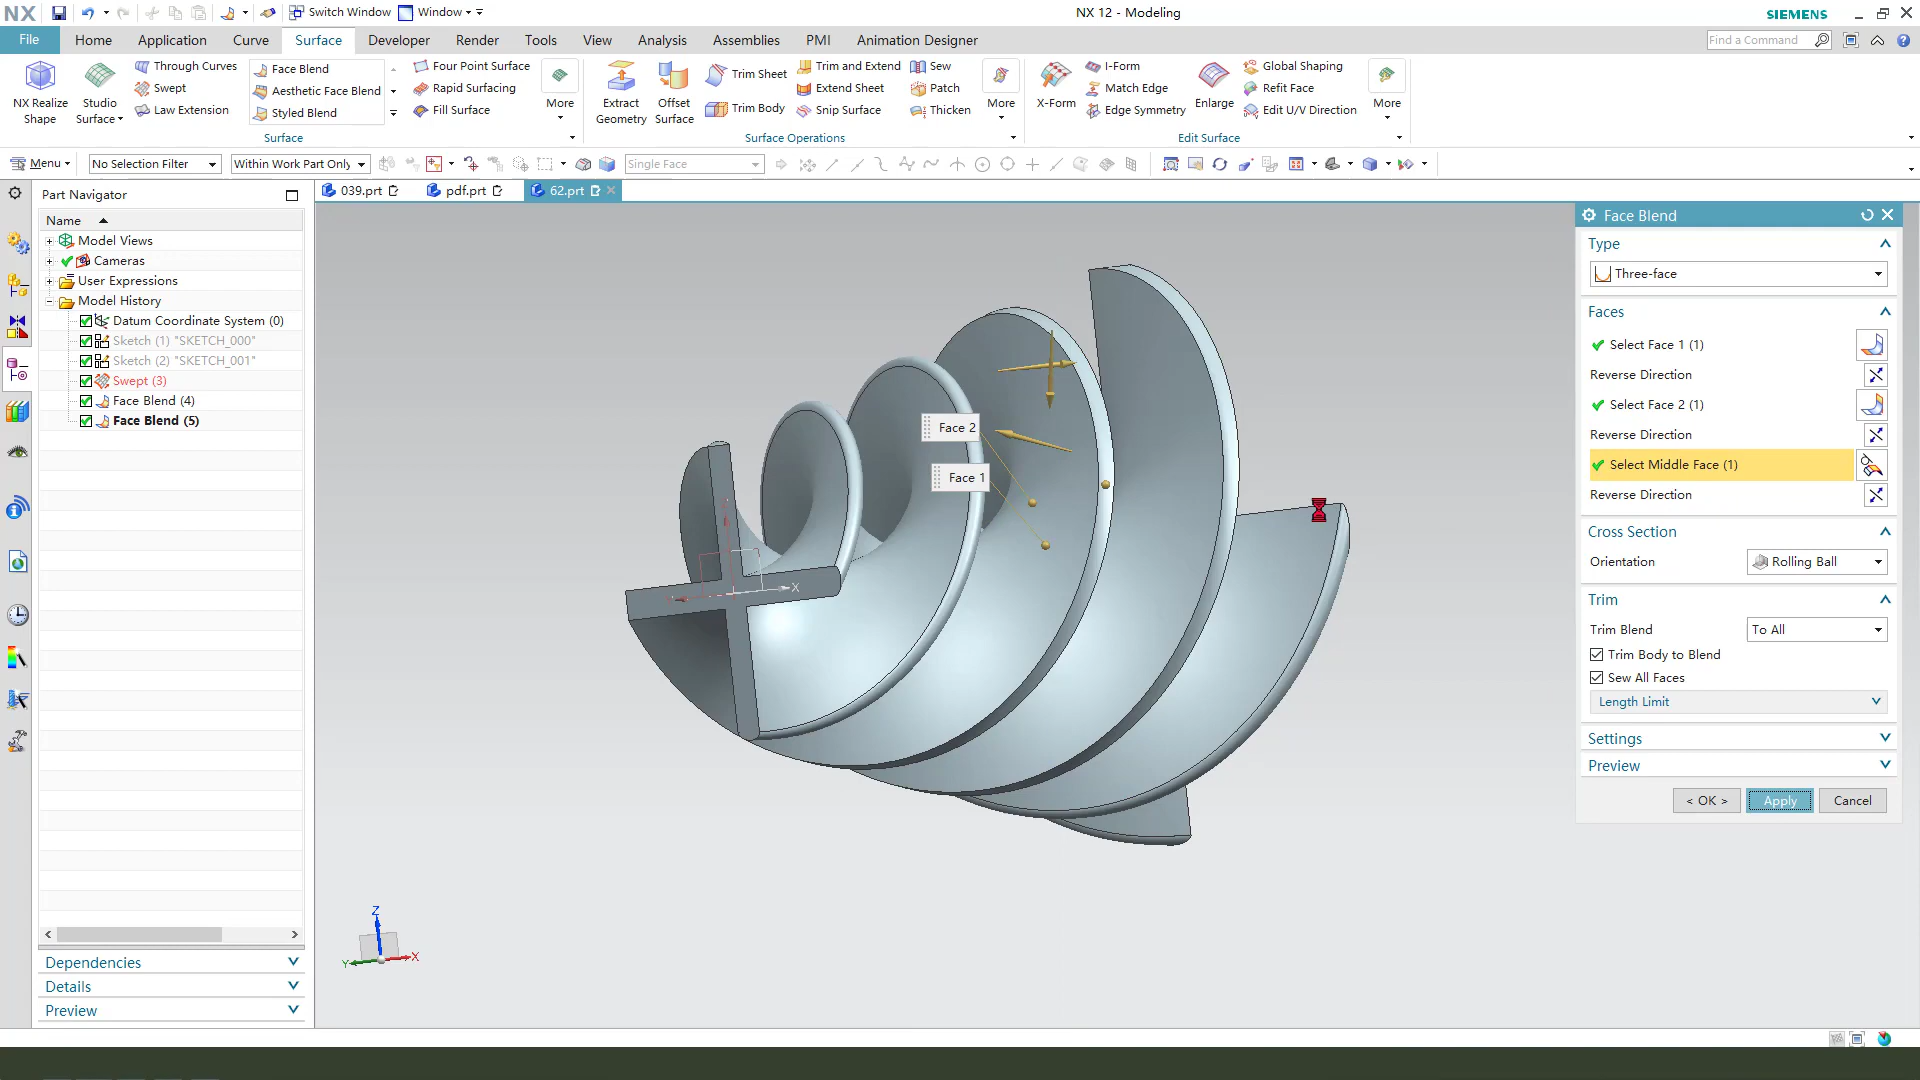 NX
Switch Window
Window
NX 12 - Modeling
SIEMENS
File
Home
Application
Curve
Surface
Developer
Render
Tools
View
Analysis
Assemblies
PMI
Animation Designer
Find a Command
NX Realize
Shape
Studio
Surface
Through Curves
Swept
Law Extension
Face Blend
Aesthetic Face Blend
Styled Blend
Four Point Surface
Rapid Surfacing
Fill Surface
More
Surface
Extract
Geometry
Offset
Surface
Trim Sheet
Trim Body
Trim and Extend
Extend Sheet
Snip Surface
Sew
Patch
Thicken
More
Surface Operations
X-Form
I-Form
Match Edge
Edge Symmetry
Enlarge
Global Shaping
Refit Face
Edit U/V Direction
More
Edit Surface
Menu
No Selection Filter
Within Work Part Only
Single Face
Part Navigator
039.prt
pdf.prt
62.prt
Name
Model Views
Cameras
User Expressions
Model History
Datum Coordinate System (0)
Sketch (1) "SKETCH_000"
Sketch (2) "SKETCH_001"
Swept (3)
Face Blend (4)
Face Blend (5)
Dependencies
Details
Preview
Face 2
Face 1
X
Z
Y
X
Face Blend
Type
Three-face
Faces
Select Face 1 (1)
Reverse Direction
Select Face 2 (1)
Reverse Direction
Select Middle Face (1)
Reverse Direction
Cross Section
Orientation
Rolling Ball
Trim
Trim Blend
To All
Trim Body to Blend
Sew All Faces
Length Limit
Settings
Preview
< OK >
Apply
Cancel